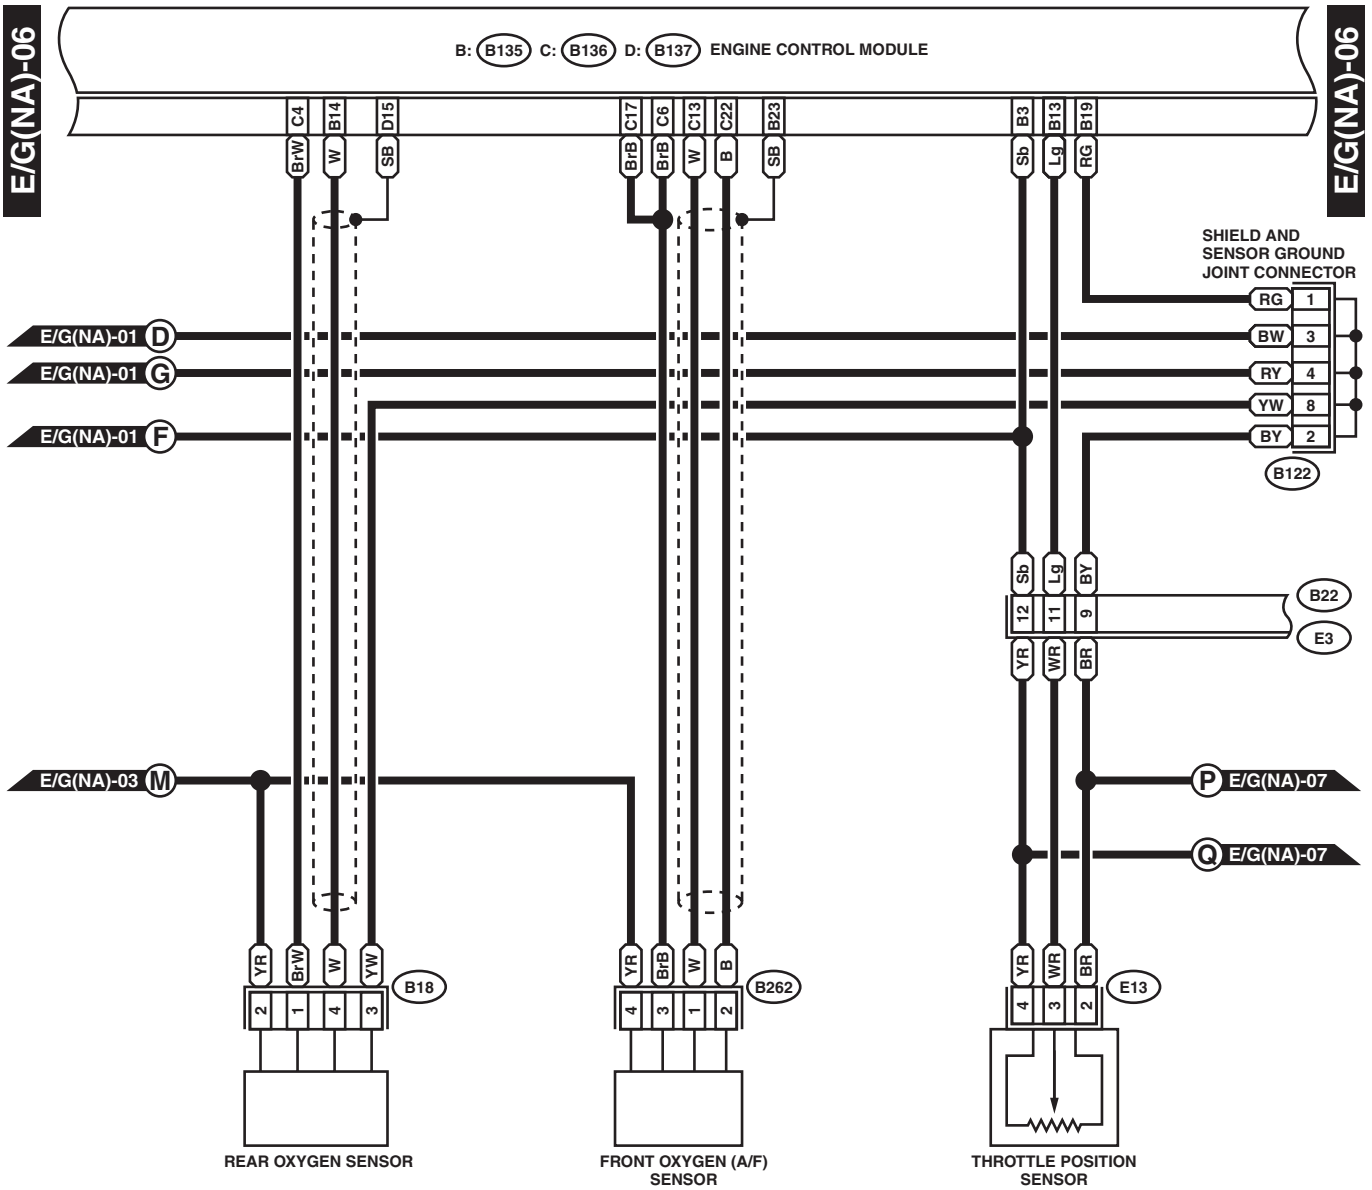 E/G(NA)-06
B: B135 C: B136 D: B137 ENGINE CONTROL MODULE
E/G(NA)-06
C4 B14 D15 C17 C6 C13 C22 B23 B3 B13 B19
BrW W SB BrB BrB W B SB Sb Lg RG
SHIELD AND
SENSOR GROUND
JOINT CONNECTOR
RG 1
E/G(NA)-01 D BW 3
E/G(NA)-01 G RY 4
YW 8
E/G(NA)-01 F BY 2
B122
Sb Lg BY
B22
12 11 9
E3
YR WR BR
E/G(NA)-03 M P E/G(NA)-07
Q E/G(NA)-07
YR BrW W YW YR BrB W B YR WR BR
B18 B262 E13
2 1 4 3 4 3 1 2 4 3 2
REAR OXYGEN SENSOR
FRONT OXYGEN (A/F)
SENSOR
THROTTLE POSITION
SENSOR